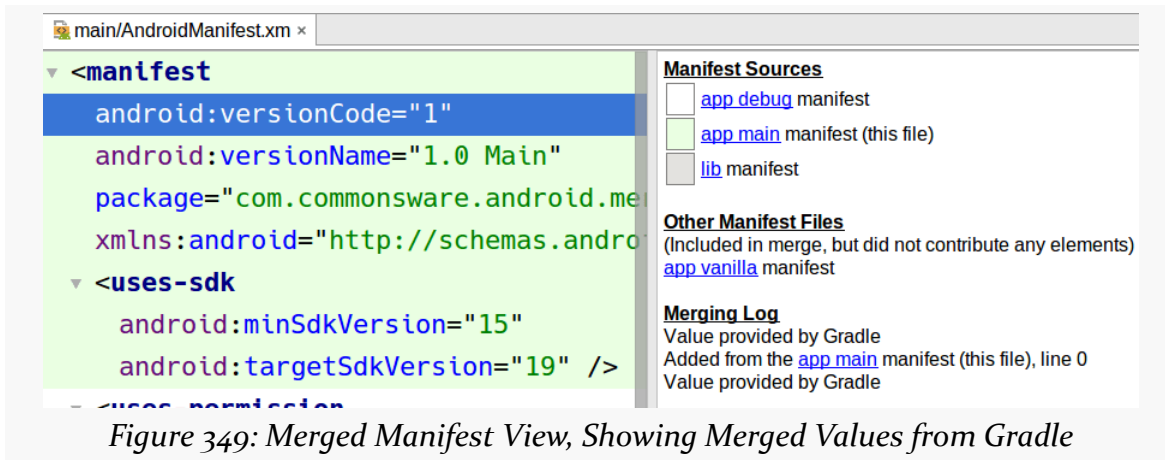 main/AndroidManifest.xm ×
<manifest
android:versionCode="1"
android:versionName="1.0 Main"
package="com.commonsware.android.me
xmlns:android="http://schemas.andro
<uses-sdk
android:minSdkVersion="15"
android:targetSdkVersion="19" />
<uses-permission
Manifest Sources
app debug manifest
app main manifest (this file)
lib manifest
Other Manifest Files
(Included in merge, but did not contribute any elements)
app vanilla manifest
Merging Log
Value provided by Gradle
Added from the app main manifest (this file), line 0
Value provided by Gradle
Figure 349: Merged Manifest View, Showing Merged Values from Gradle